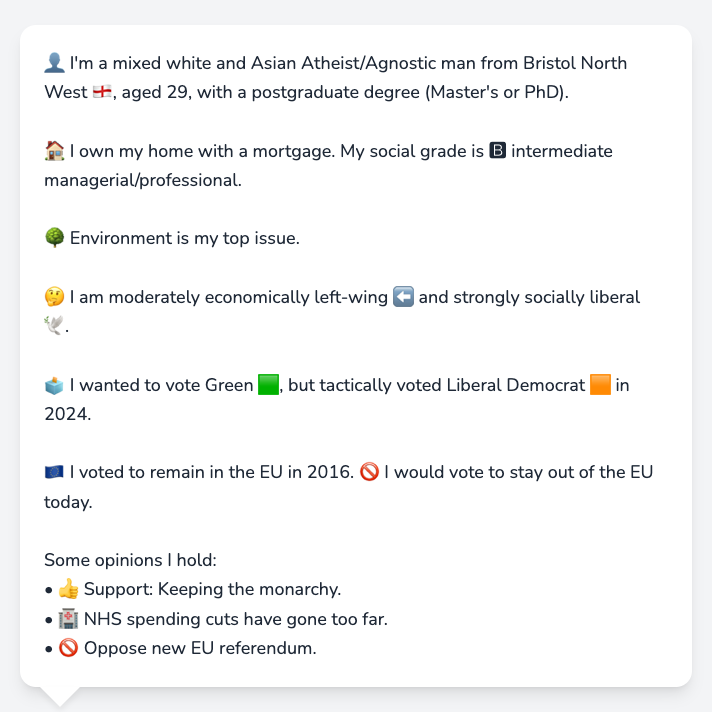 👤 I'm a mixed white and Asian Atheist/Agnostic man from Bristol North
West 🏴󠁧󠁢󠁥󠁮󠁧󠁿, aged 29, with a postgraduate degree (Master's or PhD).
🏠 I own my home with a mortgage. My social grade is 🅱 intermediate
managerial/professional.
🌳 Environment is my top issue.
🤔 I am moderately economically left-wing ⬅️ and strongly socially liberal
🕊️.
🗳️ I wanted to vote Green 🟩, but tactically voted Liberal Democrat 🟧 in
2024.
🇪🇺 I voted to remain in the EU in 2016. 🚫 I would vote to stay out of the EU
today.
Some opinions I hold:
• 👍 Support: Keeping the monarchy.
• 🏥 NHS spending cuts have gone too far.
• 🚫 Oppose new EU referendum.